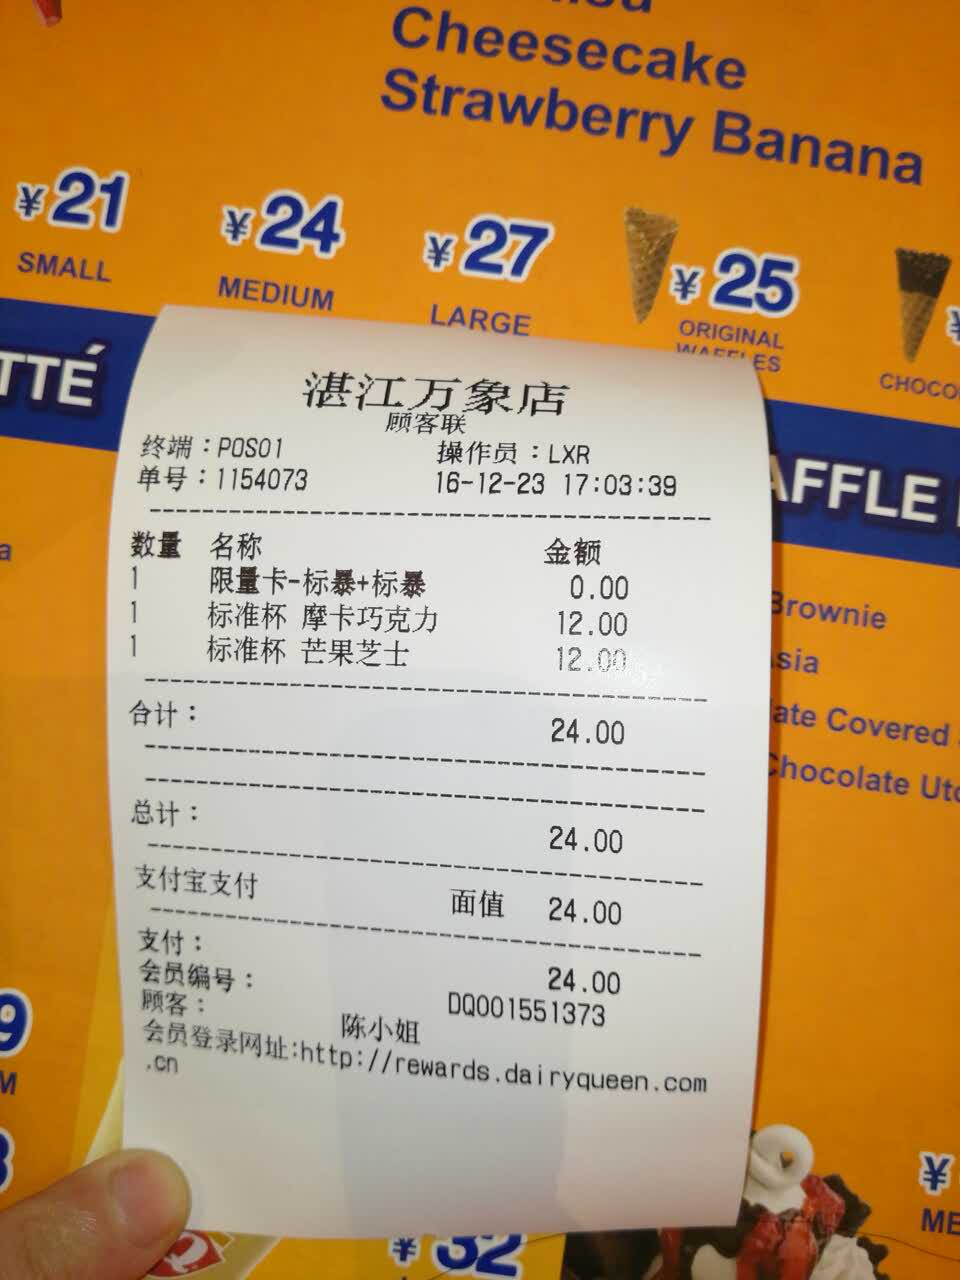 Cheesecake
Strawberry Banana
¥21
SMALL
¥24
MEDIUM
¥27
LARGE
¥25
ORIGINAL
WAFFLES
湛江万象店
顾客联
终端：POS01 操作员：LXR
单号：1154073 16-12-23 17:03:39
数量 名称 金额
1 限量卡-标暴+标暴 0.00
1 标准杯 摩卡巧克力 12.00
1 标准杯 芒果芝士 12.00
合计： 24.00
总计： 24.00
支付宝支付 面值 24.00
支付： 24.00
会员编号： DQ001551373
顾客： 陈小姐
会员登录网址:http://rewards.dairyqueen.com
.cn
TTÉ
AFFLE
CHOCO
Brownie
Asia
ate Covered
Chocolate Uto
9
M
¥32
¥
ME